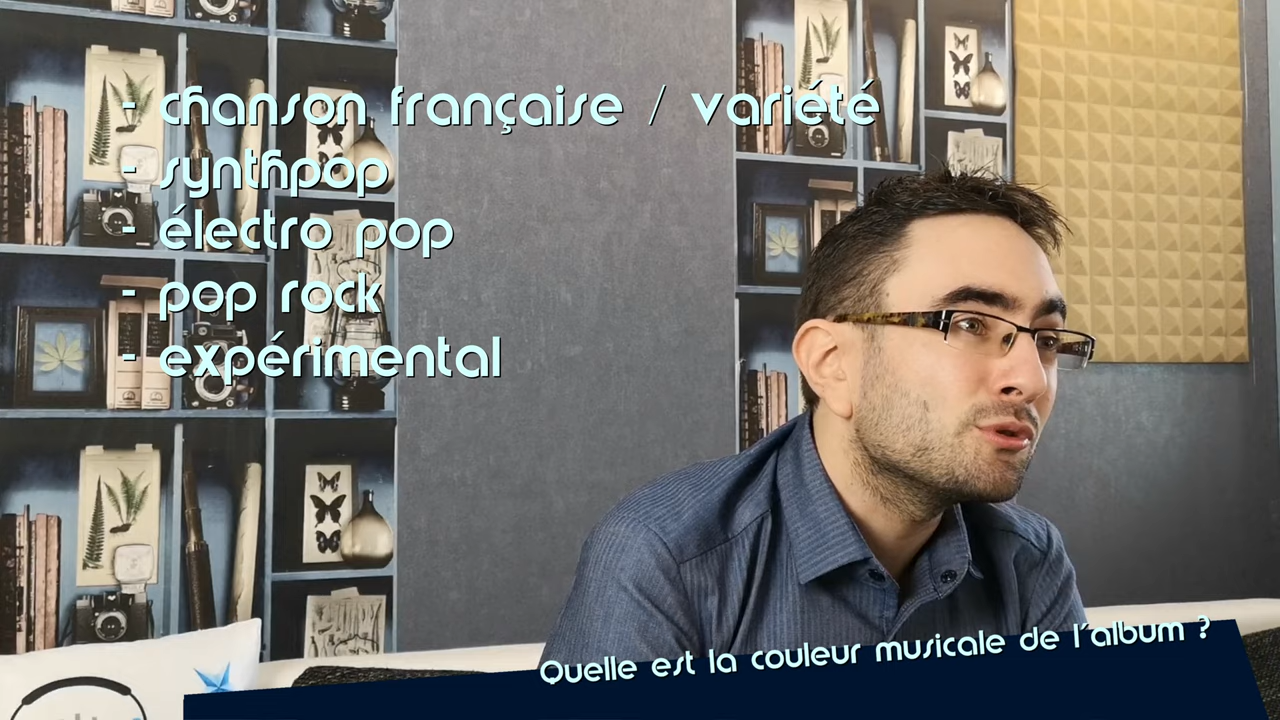 - chanson française / variété
- synthpop
- électro pop
- pop rock
- expérimental
Quelle est la couleur musicale de l'album ?